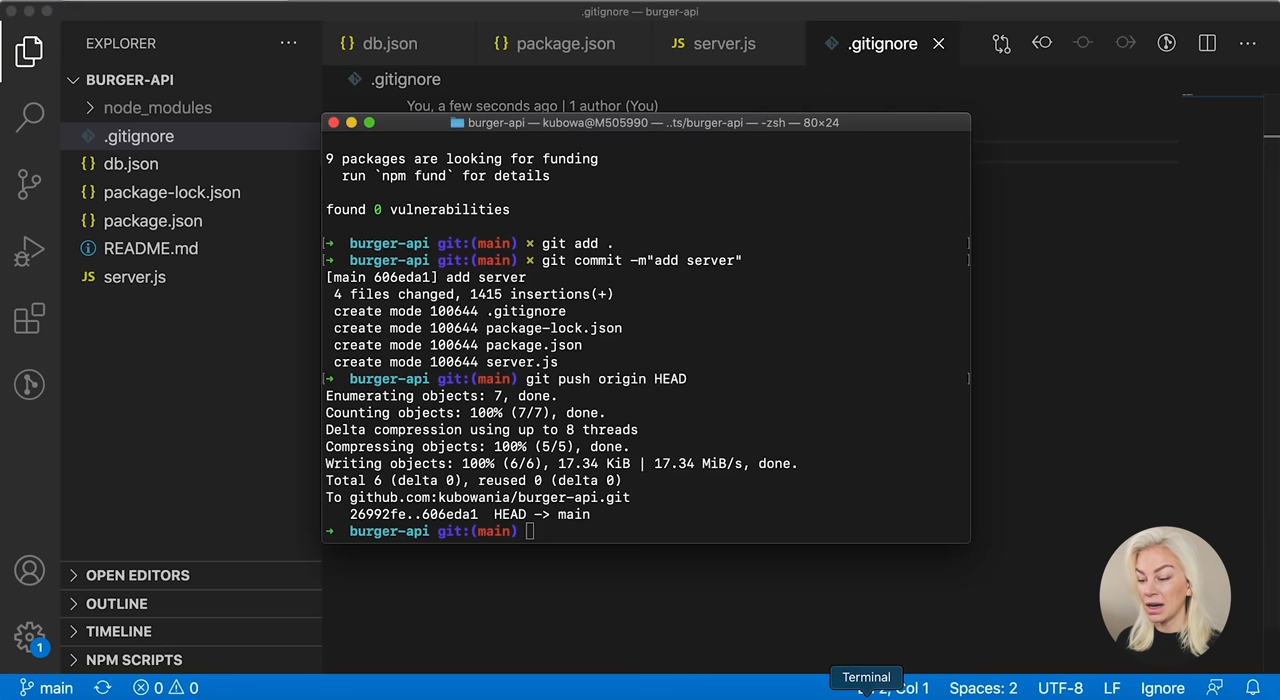 .gitignore — burger-api
EXPLORER
{} db.json
{} package.json
JS server.js
.gitignore
BURGER-API
node_modules
.gitignore
{} db.json
{} package-lock.json
{} package.json
README.md
JS server.js
.gitignore
You, a few seconds ago | 1 author (You)
burger-api — kubowa@M505990 — ..ts/burger-api — -zsh — 80×24
9 packages are looking for funding
run `npm fund` for details
found 0 vulnerabilities
[→ burger-api git:(main) × git add . ]
[→ burger-api git:(main) × git commit -m"add server" ]
[main 606eda1] add server
4 files changed, 1415 insertions(+)
create mode 100644 .gitignore
create mode 100644 package-lock.json
create mode 100644 package.json
create mode 100644 server.js
[→ burger-api git:(main) git push origin HEAD ]
Enumerating objects: 7, done.
Counting objects: 100% (7/7), done.
Delta compression using up to 8 threads
Compressing objects: 100% (5/5), done.
Writing objects: 100% (6/6), 17.34 KiB | 17.34 MiB/s, done.
Total 6 (delta 0), reused 0 (delta 0)
To github.com:kubowania/burger-api.git
26992fe..606eda1 HEAD -> main
→ burger-api git:(main)
OPEN EDITORS
OUTLINE
TIMELINE
NPM SCRIPTS
1
Terminal
main
0
0
Col 1
Spaces: 2
UTF-8
LF
Ignore